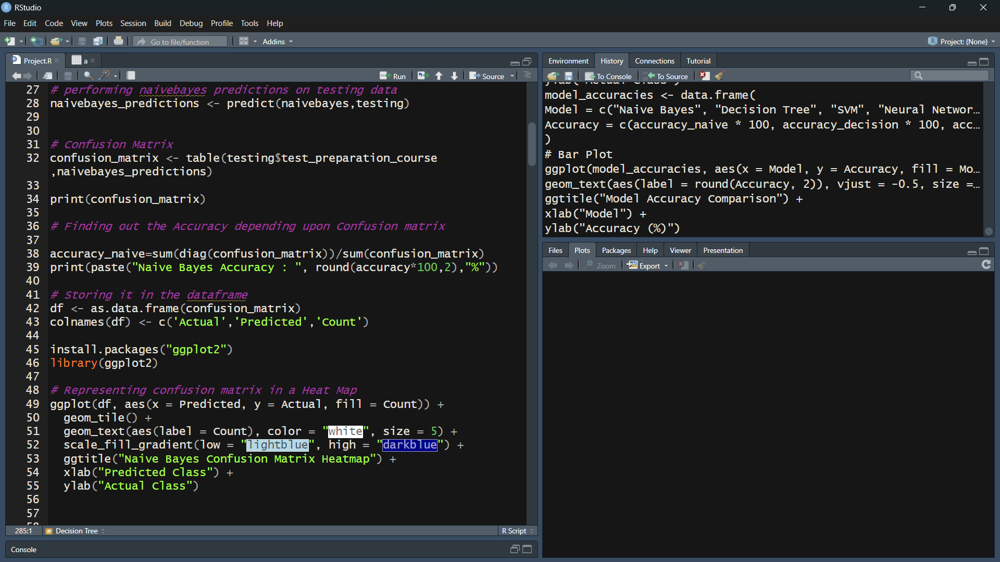 RStudio
File Edit Code View Plots Session Build Debug Profile Tools Help
Go to file/function Addins Project: (None)
Project.R a
Run Source
27 # performing naivebayes predictions on testing data
28 naivebayes_predictions <- predict(naivebayes,testing)
29
30
31 # Confusion Matrix
32 confusion_matrix <- table(testing$test_preparation_course
,naivebayes_predictions)
33
34 print(confusion_matrix)
35
36 # Finding out the Accuracy depending upon Confusion matrix
37
38 accuracy_naive=sum(diag(confusion_matrix))/sum(confusion_matrix)
39 print(paste("Naive Bayes Accuracy : ", round(accuracy*100,2),"%"))
40
41 # Storing it in the dataframe
42 df <- as.data.frame(confusion_matrix)
43 colnames(df) <- c('Actual','Predicted','Count')
44
45 install.packages("ggplot2")
46 library(ggplot2)
47
48 # Representing confusion matrix in a Heat Map
49 ggplot(df, aes(x = Predicted, y = Actual, fill = Count)) +
50 geom_tile() +
51 geom_text(aes(label = Count), color = "white", size = 5) +
52 scale_fill_gradient(low = "lightblue", high = "darkblue") +
53 ggtitle("Naive Bayes Confusion Matrix Heatmap") +
54 xlab("Predicted Class") +
55 ylab("Actual Class")
56
57
285:1 # Decision Tree R Script
Console
Environment History Connections Tutorial
To Console To Source
model_accuracies <- data.frame(
Model = c("Naive Bayes", "Decision Tree", "SVM", "Neural Networ…
Accuracy = c(accuracy_naive * 100, accuracy_decision * 100, acc…
)
# Bar Plot
ggplot(model_accuracies, aes(x = Model, y = Accuracy, fill = Mo…
geom_text(aes(label = round(Accuracy, 2)), vjust = -0.5, size =…
ggtitle("Model Accuracy Comparison") +
xlab("Model") +
ylab("Accuracy (%)")
Files Plots Packages Help Viewer Presentation
Zoom Export